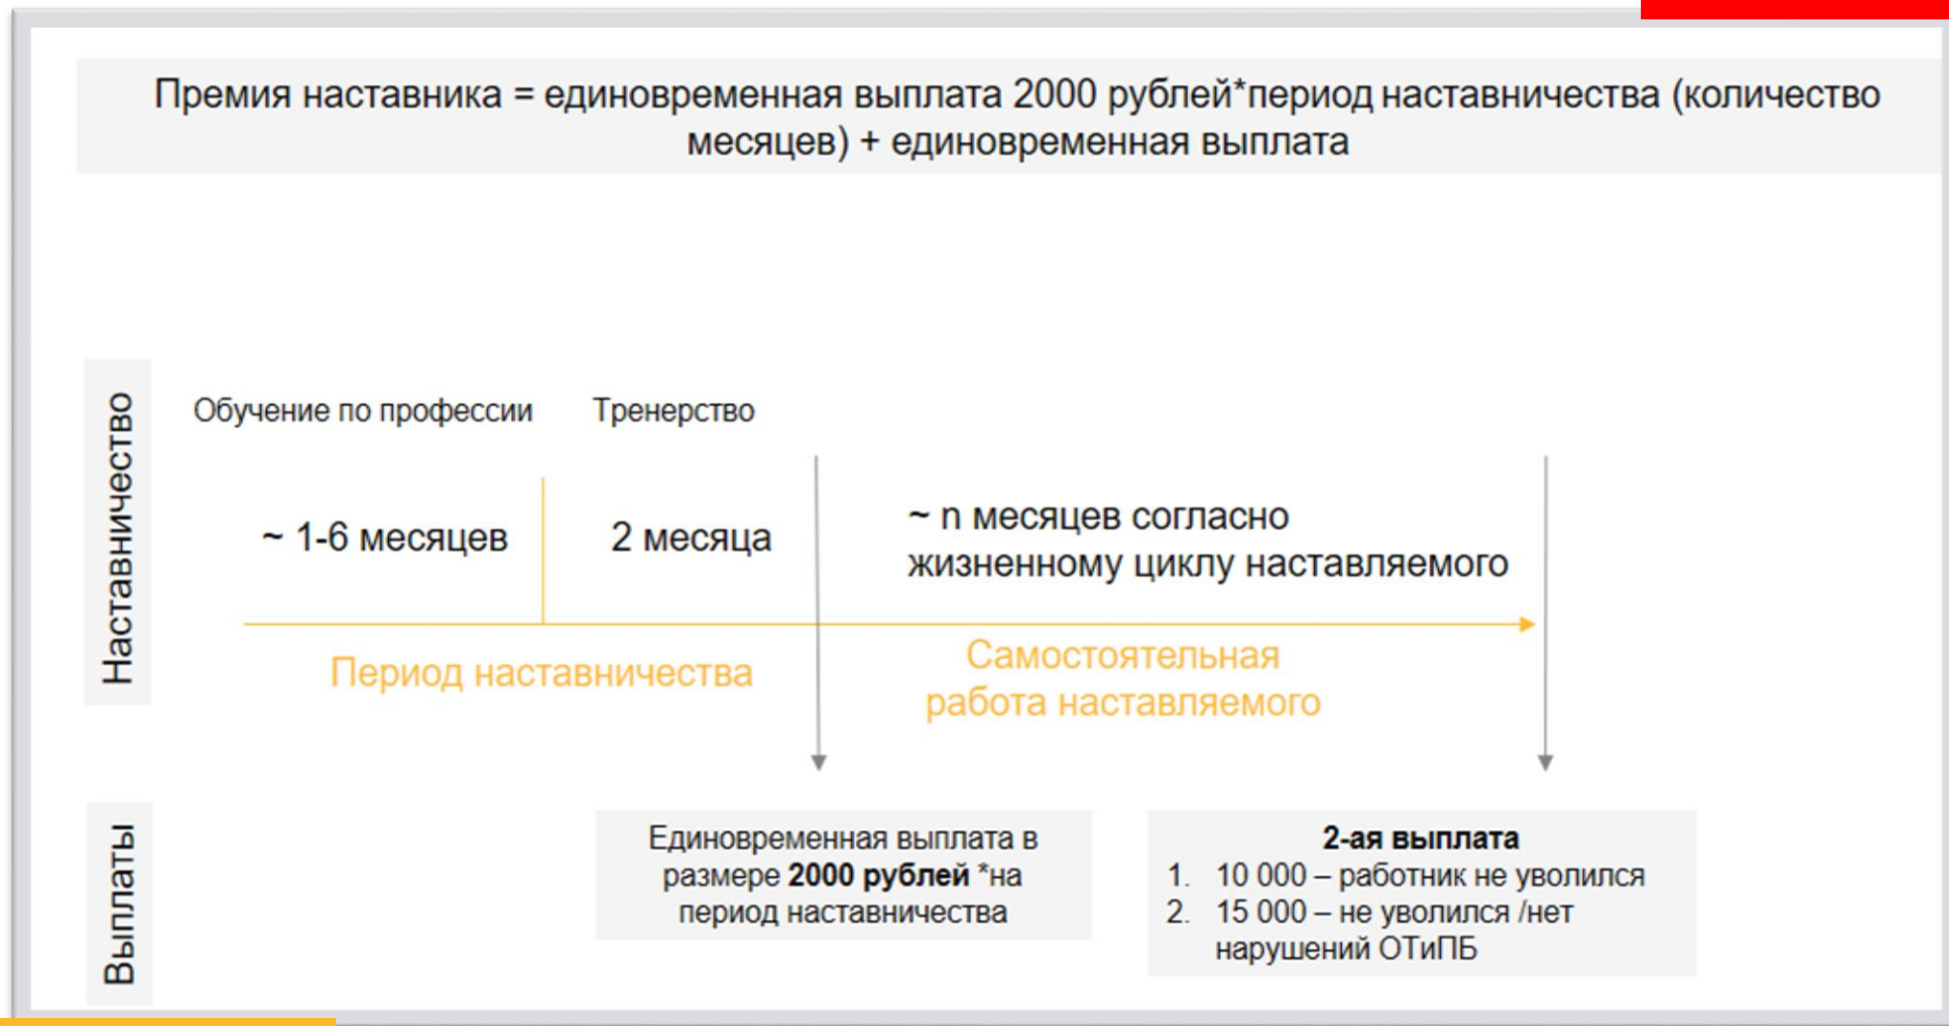 Премия наставника = единовременная выплата 2000 рублей*период наставничества (количество
месяцев) + единовременная выплата
Наставничество
Обучение по профессии
Тренерство
~ 1-6 месяцев
2 месяца
~ n месяцев согласно
жизненному циклу наставляемого
Период наставничества
Самостоятельная
работа наставляемого
Выплаты
Единовременная выплата в
размере 2000 рублей *на
период наставничества
2-ая выплата
1. 10 000 – работник не уволился
2. 15 000 – не уволился /нет
нарушений ОТиПБ